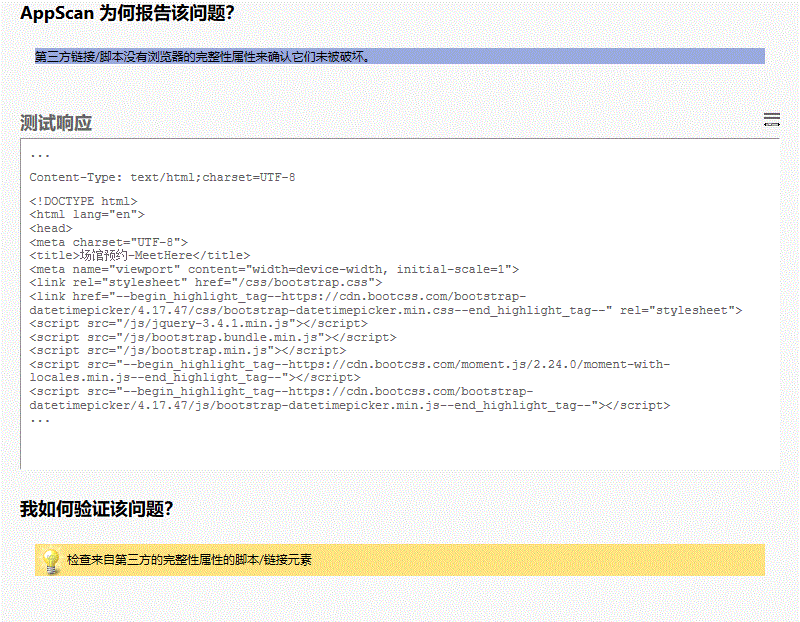 AppScan 为何报告该问题？
第三方链接/脚本没有浏览器的完整性属性来确认它们未被破坏。
测试响应
...
Content-Type: text/html;charset=UTF-8
<!DOCTYPE html>
<html lang="en">
<head>
<meta charset="UTF-8">
<title>场馆预约-MeetHere</title>
<meta name="viewport" content="width=device-width, initial-scale=1">
<link rel="stylesheet" href="/css/bootstrap.css">
<link href="--begin_highlight_tag--https://cdn.bootcss.com/bootstrap-
datetimepicker/4.17.47/css/bootstrap-datetimepicker.min.css--end_highlight_tag--" rel="stylesheet">
<script src="/js/jquery-3.4.1.min.js"></script>
<script src="/js/bootstrap.bundle.min.js"></script>
<script src="/js/bootstrap.min.js"></script>
<script src="--begin_highlight_tag--https://cdn.bootcss.com/moment.js/2.24.0/moment-with-
locales.min.js--end_highlight_tag--"></script>
<script src="--begin_highlight_tag--https://cdn.bootcss.com/bootstrap-
datetimepicker/4.17.47/js/bootstrap-datetimepicker.min.js--end_highlight_tag--"></script>
...
我如何验证该问题？
检查来自第三方的完整性属性的脚本/链接元素